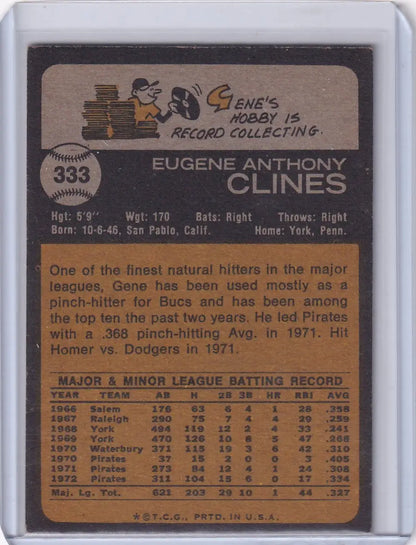 GENE'S
HOBBY IS
RECORD COLLECTING.
333
EUGENE ANTHONY
CLINES
Hgt: 5'9" Wgt: 170 Bats: Right Throws: Right
Born: 10-6-46, San Pablo, Calif. Home: York, Penn.
One of the finest natural hitters in the major
leagues, Gene has been used mostly as a
pinch-hitter for Bucs and has been among
top ten the past two years. He led Pirates
with a .368 pinch-hitting Avg. in 1971. Hit
Homer vs. Dodgers in 1971.
MAJOR & MINOR LEAGUE BATTING RECORD
YEAR TEAM AB H 2B 3B HR RBI AVG
1966 Salem 176 63 6 4 1 28 .358
1967 Raleigh 290 75 7 4 4 29 .259
1968 York 494 119 12 2 4 33 .241
1969 York 470 126 10 8 5 47 .268
1970 Waterbury 371 115 19 3 6 42 .310
1970 Pirates 37 15 2 0 0 3 .405
1971 Pirates 273 84 12 4 1 24 .308
1972 Pirates 311 104 15 6 0 17 .334
Maj. Lg. Tot. 621 203 29 10 1 44 .327
*© T.C.G., PRTD. IN U.S.A.